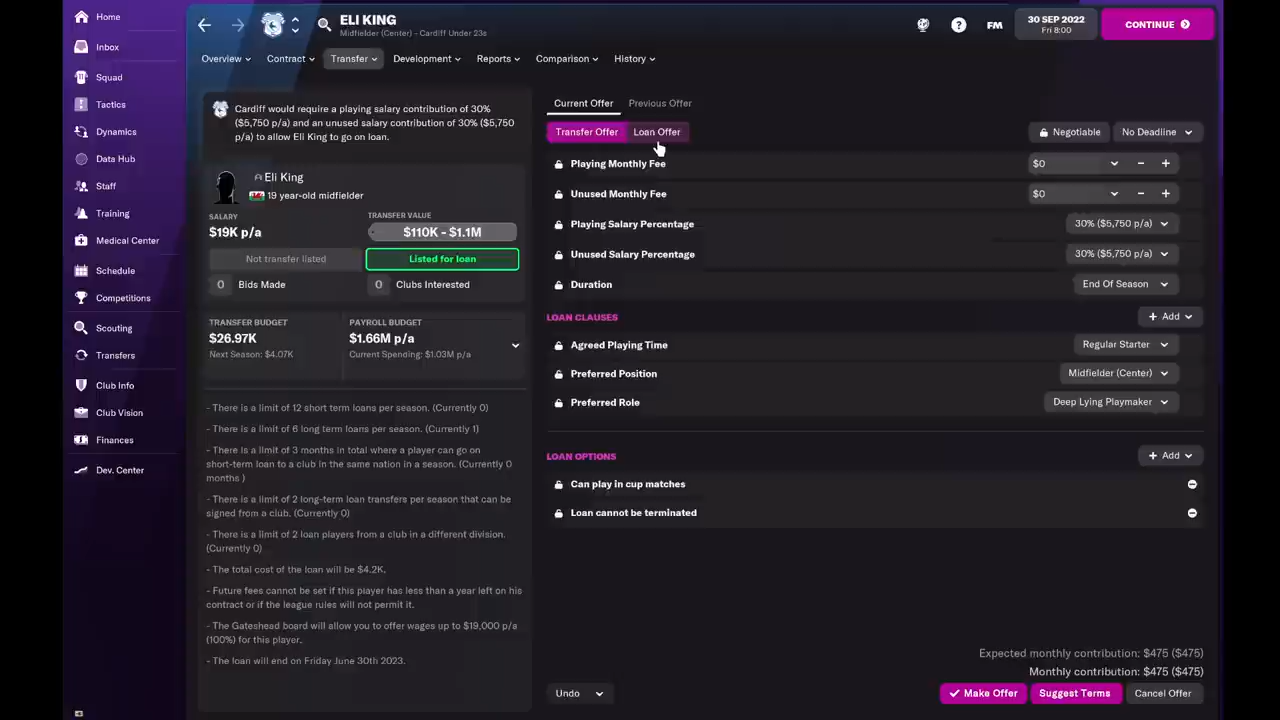 Home
Inbox
Squad
Tactics
Dynamics
Data Hub
Staff
Training
Medical Center
Schedule
Competitions
Scouting
Transfers
Club Info
Club Vision
Finances
Dev. Center
ELI KING
Midfielder (Center) - Cardiff Under 23s
FM
30 SEP 2022
Fri 8:00
CONTINUE
Overview
Contract
Transfer
Development
Reports
Comparison
History
Cardiff would require a playing salary contribution of 30%
($5,750 p/a) and an unused salary contribution of 30% ($5,750
p/a) to allow Eli King to go on loan.
Eli King
19 year-old midfielder
SALARY
$19K p/a
TRANSFER VALUE
$110K - $1.1M
Not transfer listed
Listed for loan
0 Bids Made
0 Clubs Interested
TRANSFER BUDGET
$26.97K
Next Season: $4.07K
PAYROLL BUDGET
$1.66M p/a
Current Spending: $1.03M p/a
- There is a limit of 12 short term loans per season. (Currently 0)
- There is a limit of 6 long term loans per season. (Currently 1)
- There is a limit of 3 months in total where a player can go on
short-term loan to a club in the same nation in a season. (Currently 0
months )
- There is a limit of 2 long-term loan transfers per season that can be
signed from a club. (Currently 0)
- There is a limit of 2 loan players from a club in a different division.
(Currently 0)
- The total cost of the loan will be $4.2K.
- Future fees cannot be set if this player has less than a year left on his
contract or if the league rules will not permit it.
- The Gateshead board will allow you to offer wages up to $19,000 p/a
(100%) for this player.
- The loan will end on Friday June 30th 2023.
Current Offer
Previous Offer
Transfer Offer
Loan Offer
Negotiable
No Deadline
Playing Monthly Fee
$0
Unused Monthly Fee
$0
Playing Salary Percentage
30% ($5,750 p/a)
Unused Salary Percentage
30% ($5,750 p/a)
Duration
End Of Season
LOAN CLAUSES
+ Add
Agreed Playing Time
Regular Starter
Preferred Position
Midfielder (Center)
Preferred Role
Deep Lying Playmaker
LOAN OPTIONS
+ Add
Can play in cup matches
Loan cannot be terminated
Expected monthly contribution: $475 ($475)
Monthly contribution: $475 ($475)
Undo
Make Offer
Suggest Terms
Cancel Offer